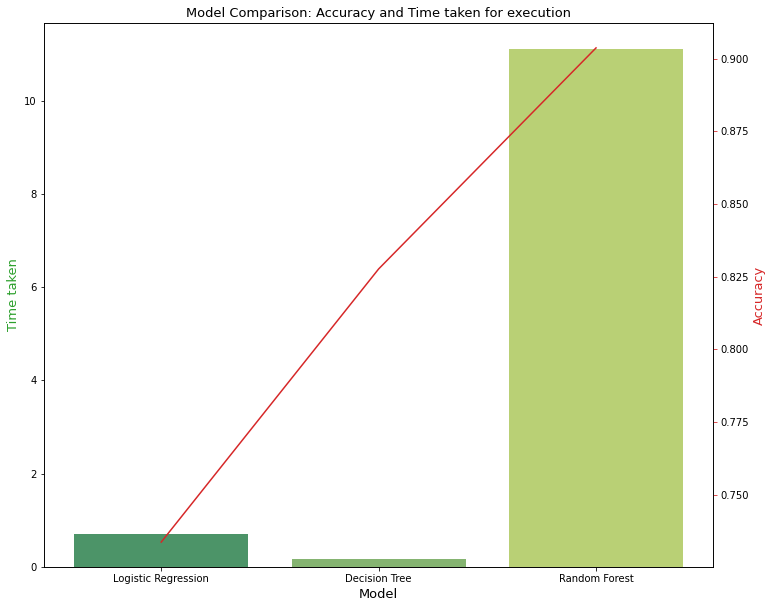 Model Comparison: Accuracy and Time taken for execution
10
8
6
4
2
0
Time taken
0.900
0.875
0.850
0.825
0.800
0.775
0.750
Accuracy
Logistic Regression
Decision Tree
Random Forest
Model